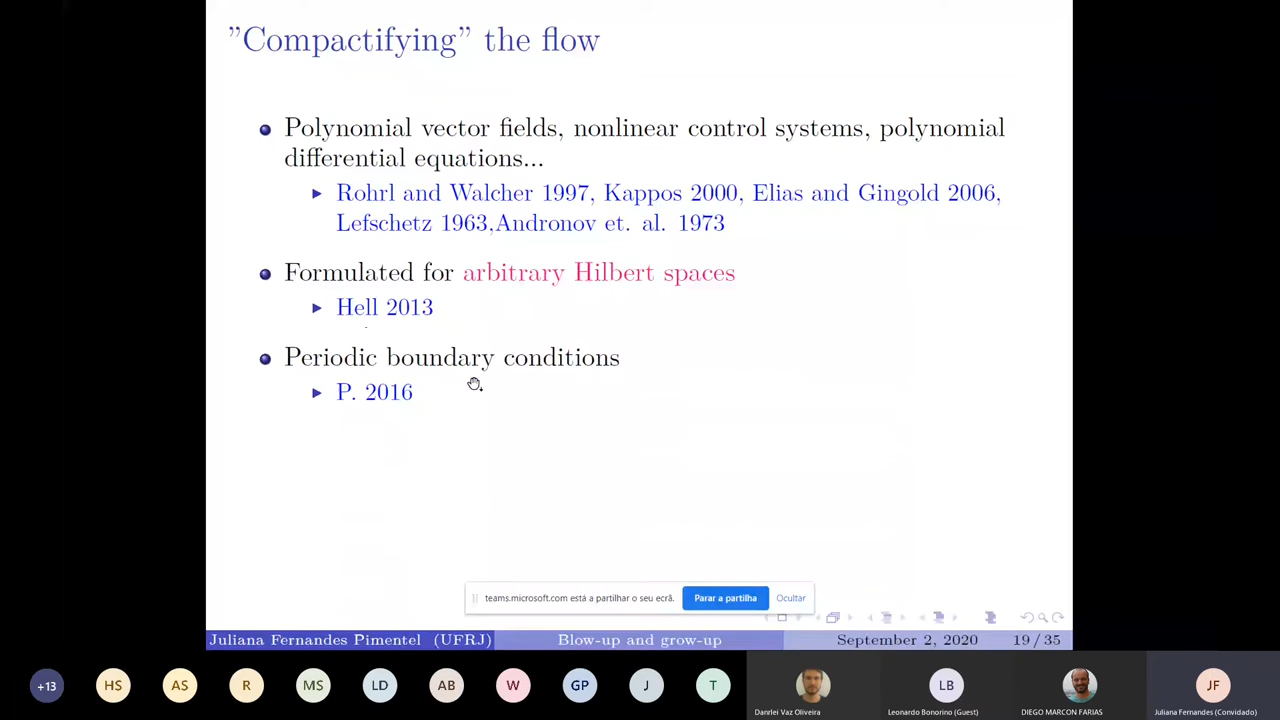 ”Compactifying” the flow
Polynomial vector fields, nonlinear control systems, polynomial
differential equations...
Rohrl and Walcher 1997, Kappos 2000, Elias and Gingold 2006,
Lefschetz 1963,Andronov et. al. 1973
Formulated for arbitrary Hilbert spaces
Hell 2013
Periodic boundary conditions
P. 2016
teams.microsoft.com está a partilhar o seu ecrã. Parar a partilha Ocultar
Juliana Fernandes Pimentel (UFRJ) Blow-up and grow-up September 2, 2020 19 / 35
+13 HS AS R MS LD AB W GP J T LB JF
Danrlei Vaz Oliveira Leonardo Bonorino (Guest) DIEGO MARCON FARIAS Juliana Fernandes (Convidado)